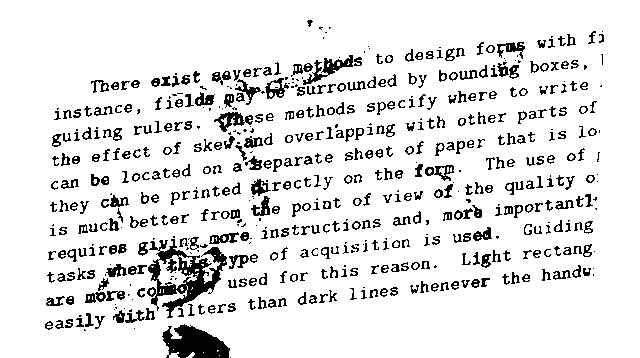 There exist several methods to design forms with fi
instance, fields may be surrounded by bounding boxes,
guiding rulers. These methods specify where to write
the effect of skew and overlapping with other parts of
can be located on a separate sheet of paper that is lo
they can be printed directly on the form. The use of
is much better from the point of view of the quality o
requires giving more instructions and, more importantly
tasks where this type of acquisition is used. Guiding
are more commonly used for this reason. Light rectang
easily with filters than dark lines whenever the handw